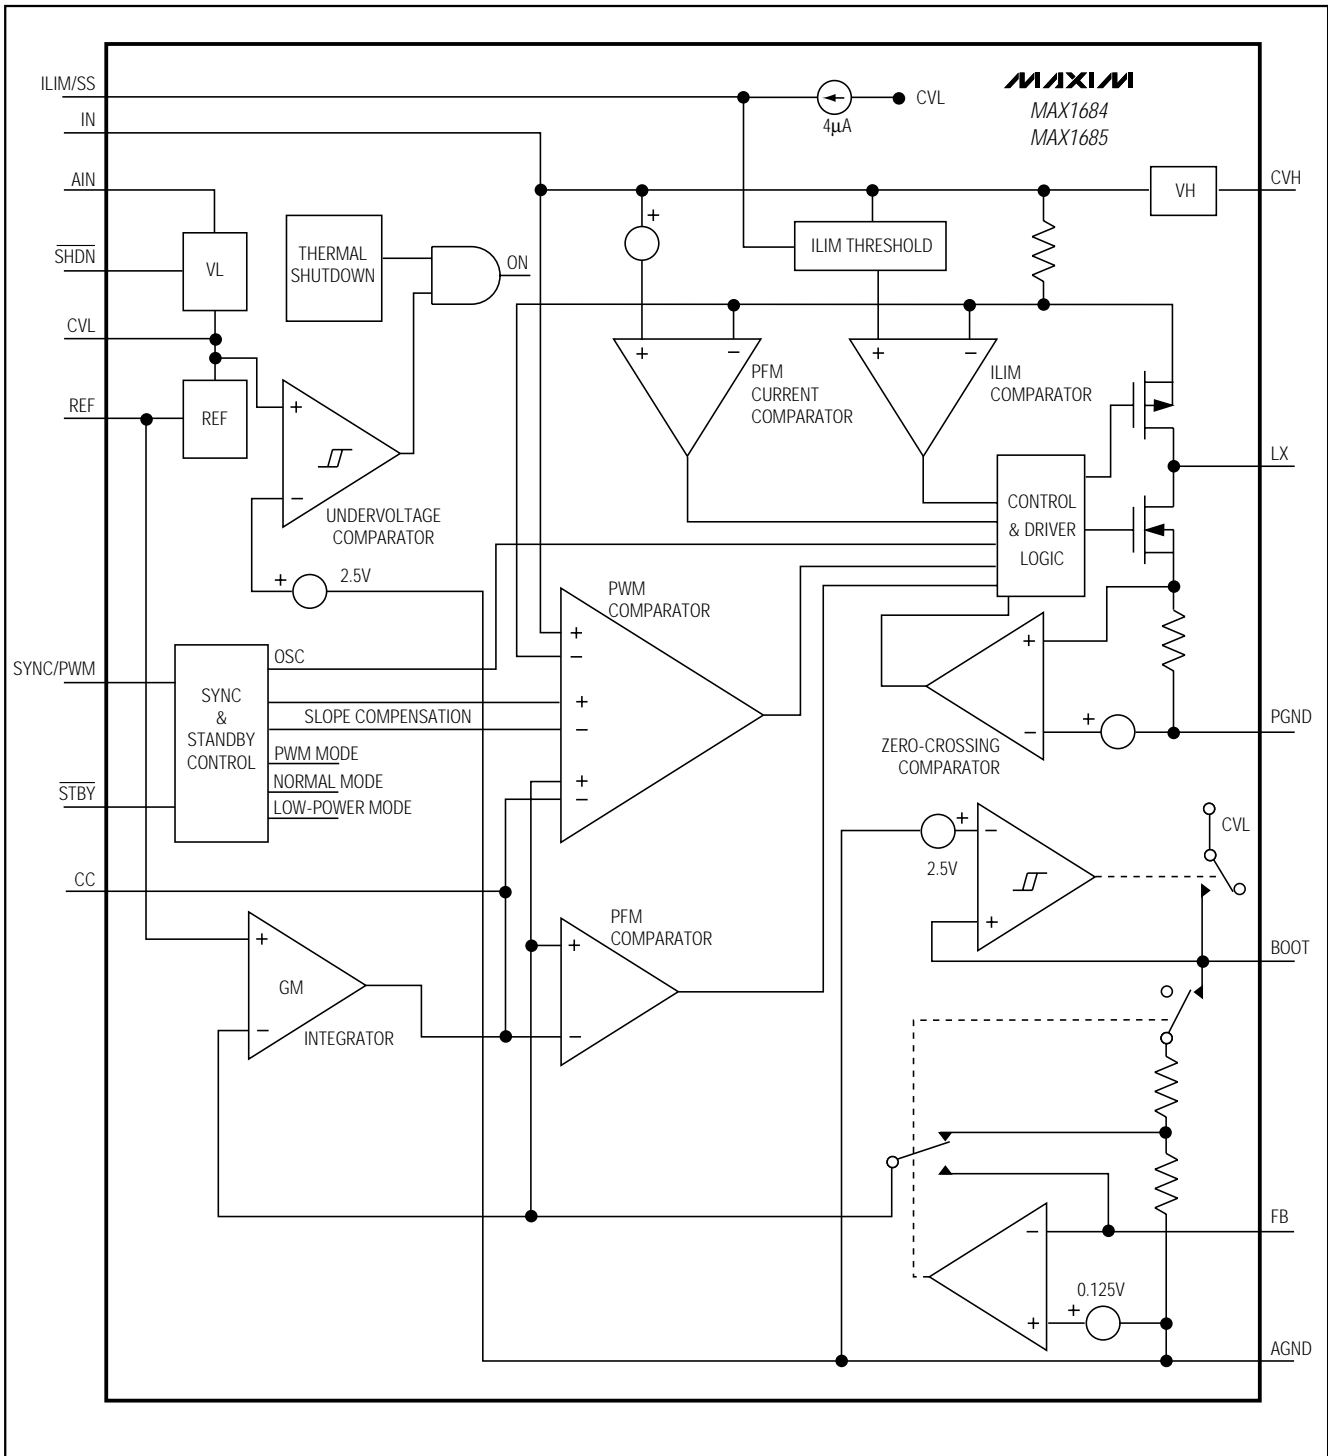 ILIM/SS
IN
AIN
SHDN
CVL
REF
SYNC/PWM
STBY
CC
4µA
CVL
MAXIM
MAX1684
MAX1685
CVH
VH
THERMAL
SHUTDOWN
ON
VL
REF
+
ILIM THRESHOLD
+
−
PFM
CURRENT
COMPARATOR
+
−
ILIM
COMPARATOR
+
−
UNDERVOLTAGE
COMPARATOR
+
2.5V
CONTROL
& DRIVER
LOGIC
LX
PWM
COMPARATOR
+
−
+
−
+
−
OSC
SYNC
&
STANDBY
CONTROL
SLOPE COMPENSATION
PWM MODE
NORMAL MODE
LOW-POWER MODE
+
−
+
ZERO-CROSSING
COMPARATOR
PGND
+
2.5V
−
+
CVL
BOOT
PFM
COMPARATOR
+
−
+
GM
−
INTEGRATOR
−
+
+
0.125V
FB
AGND